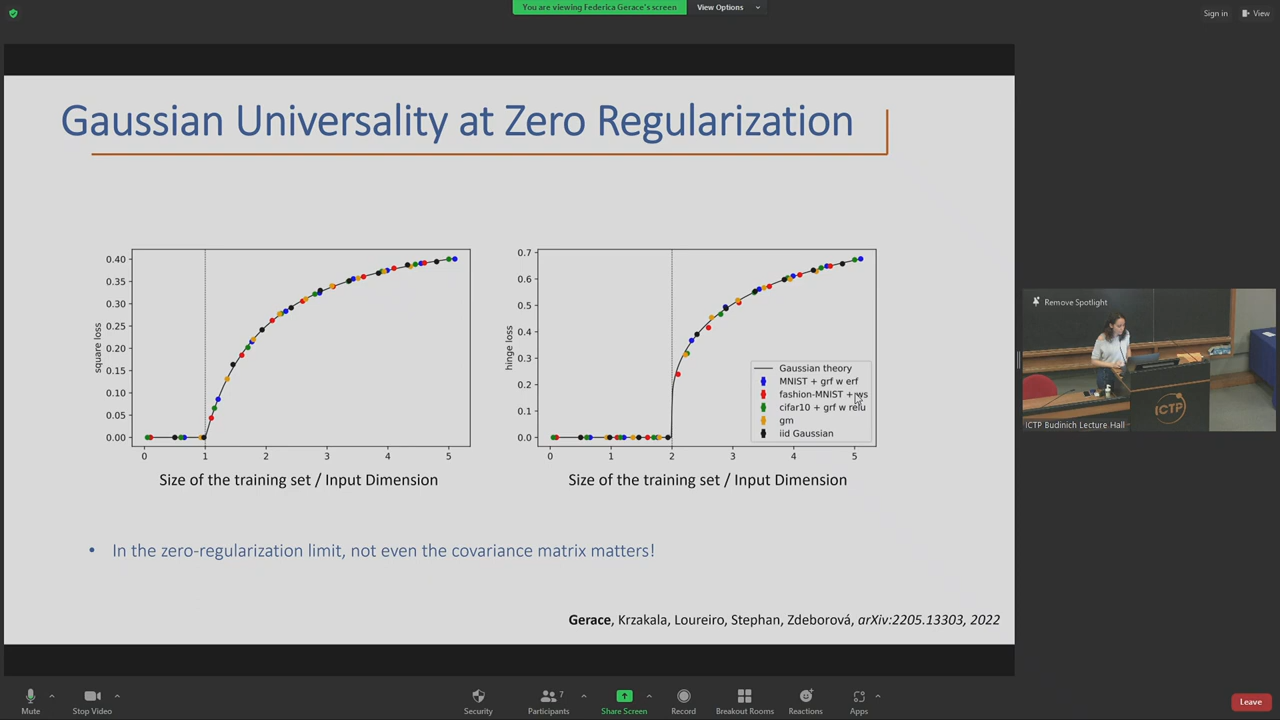 You are viewing Federica Gerace's screen
View Options
Sign in
View
Gaussian Universality at Zero Regularization
0.40
0.35
0.30
0.25
0.20
0.15
0.10
0.05
0.00
square loss
0 1 2 3 4 5
Size of the training set / Input Dimension
0.7
0.6
0.5
0.4
0.3
0.2
0.1
0.0
hinge loss
Gaussian theory
MNIST + grf w erf
fashion-MNIST + ws
cifar10 + grf w relu
gm
iid Gaussian
0 1 2 3 4 5
Size of the training set / Input Dimension
• In the zero-regularization limit, not even the covariance matrix matters!
Gerace, Krzakala, Loureiro, Stephan, Zdeborová, arXiv:2205.13303, 2022
Remove Spotlight
ICTP
ICTP Budinich Lecture Hall
Mute
Stop Video
Security
Participants
7
Share Screen
Record
Breakout Rooms
Reactions
Apps
Leave